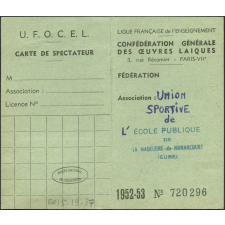 U. F. O. C. E. L.
CARTE DE SPECTATEUR
M
Association :
Licence N°
LIGUE FRANÇAISE de l'ENSEIGNEMENT
CONFÉDÉRATION GÉNÉRALE
DES ŒUVRES LAIQUES
3, rue Récamier - PARIS-VII°
FÉDÉRATION
Association : UNION
SPORTIVE
de
L' ÉCOLE PUBLIQUE
DE
LA MADELEINE-de-NONANCOURT
(EURE)
1952-53 N° 720296